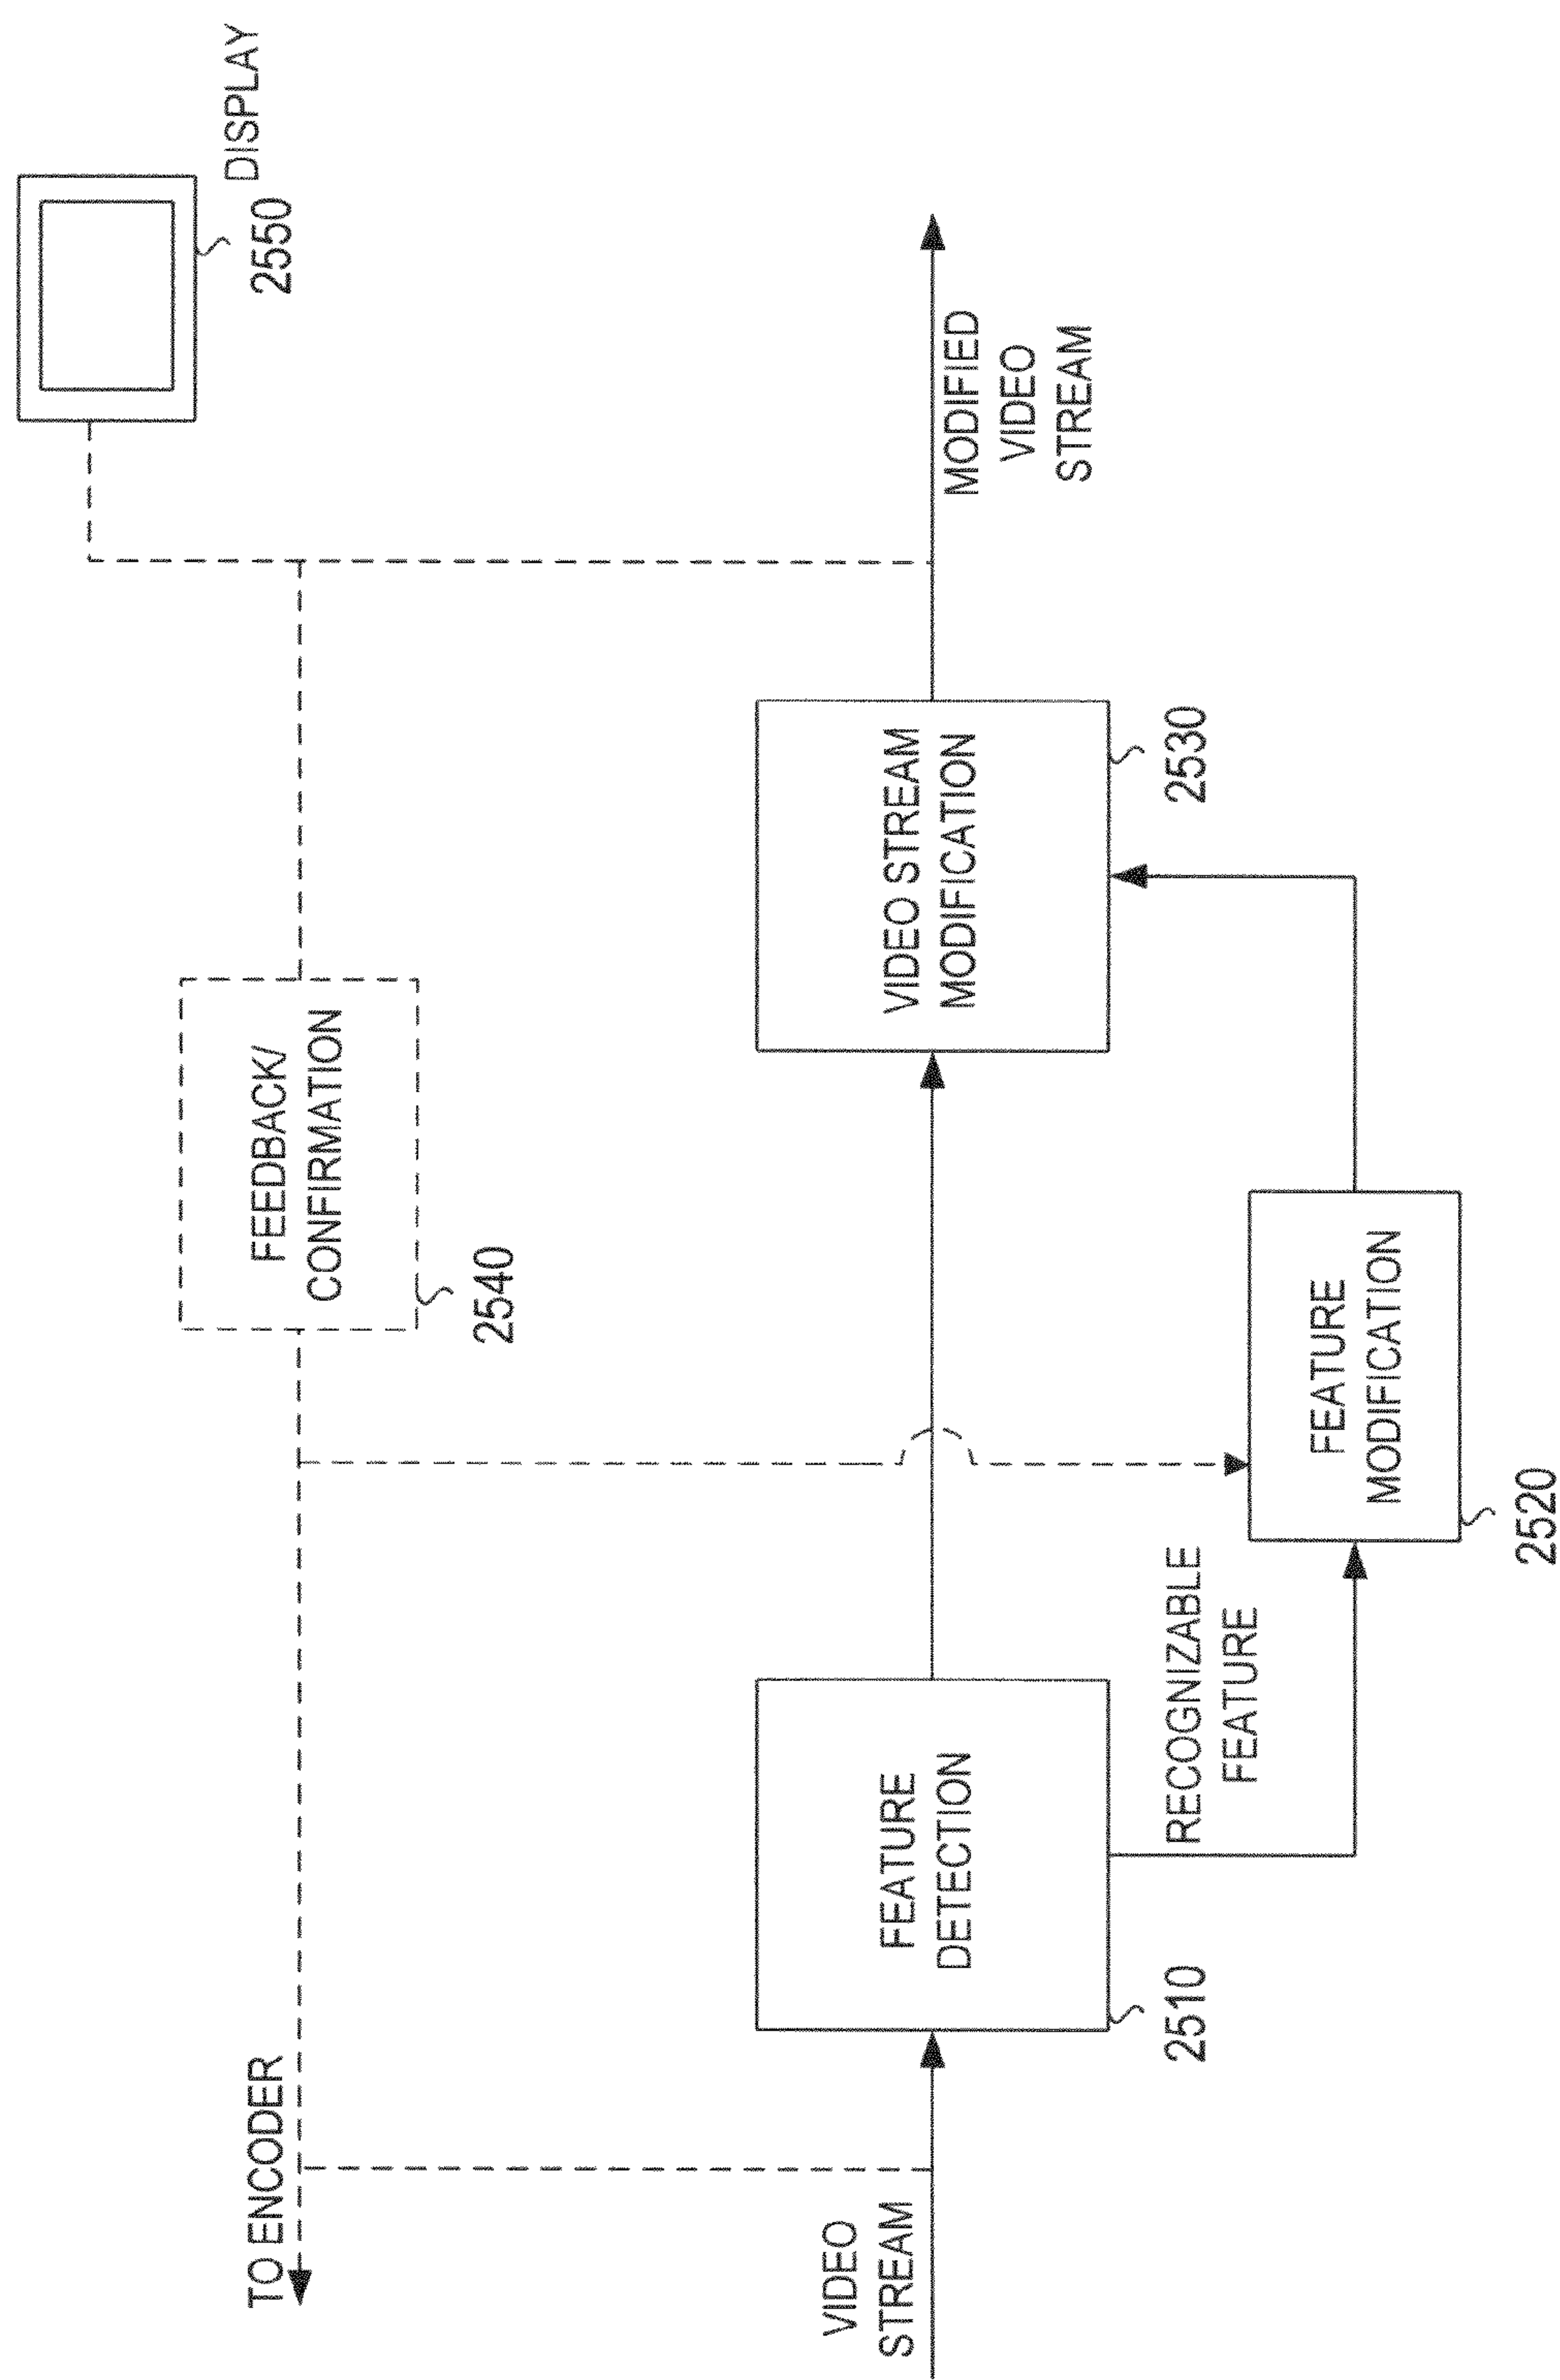 DISPLAY
2550
TO ENCODER
FEEDBACK/
CONFIRMATION
2540
VIDEO
STREAM
FEATURE
DETECTION
2510
VIDEO STREAM
MODIFICATION
2530
MODIFIED
VIDEO
STREAM
RECOGNIZABLE
FEATURE
FEATURE
MODIFICATION
2520